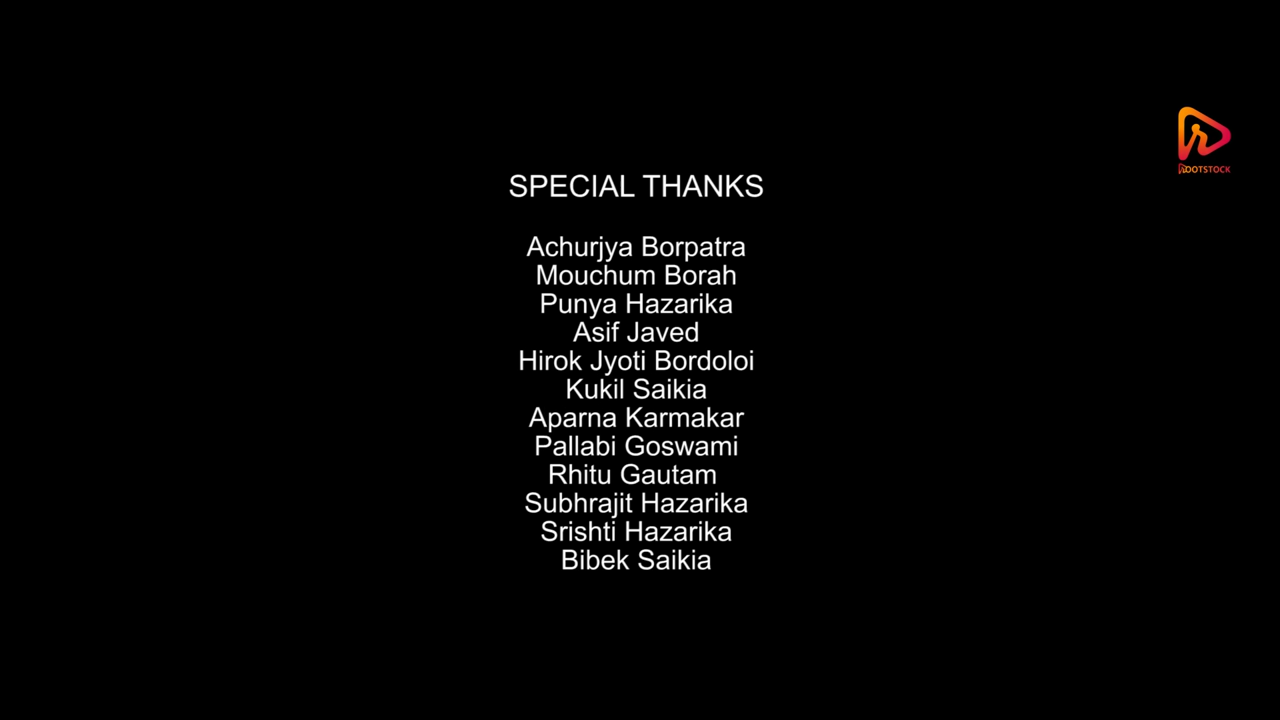 SPECIAL THANKS
Achurjya Borpatra
Mouchum Borah
Punya Hazarika
Asif Javed
Hirok Jyoti Bordoloi
Kukil Saikia
Aparna Karmakar
Pallabi Goswami
Rhitu Gautam
Subhrajit Hazarika
Srishti Hazarika
Bibek Saikia
ROOTSTOCK